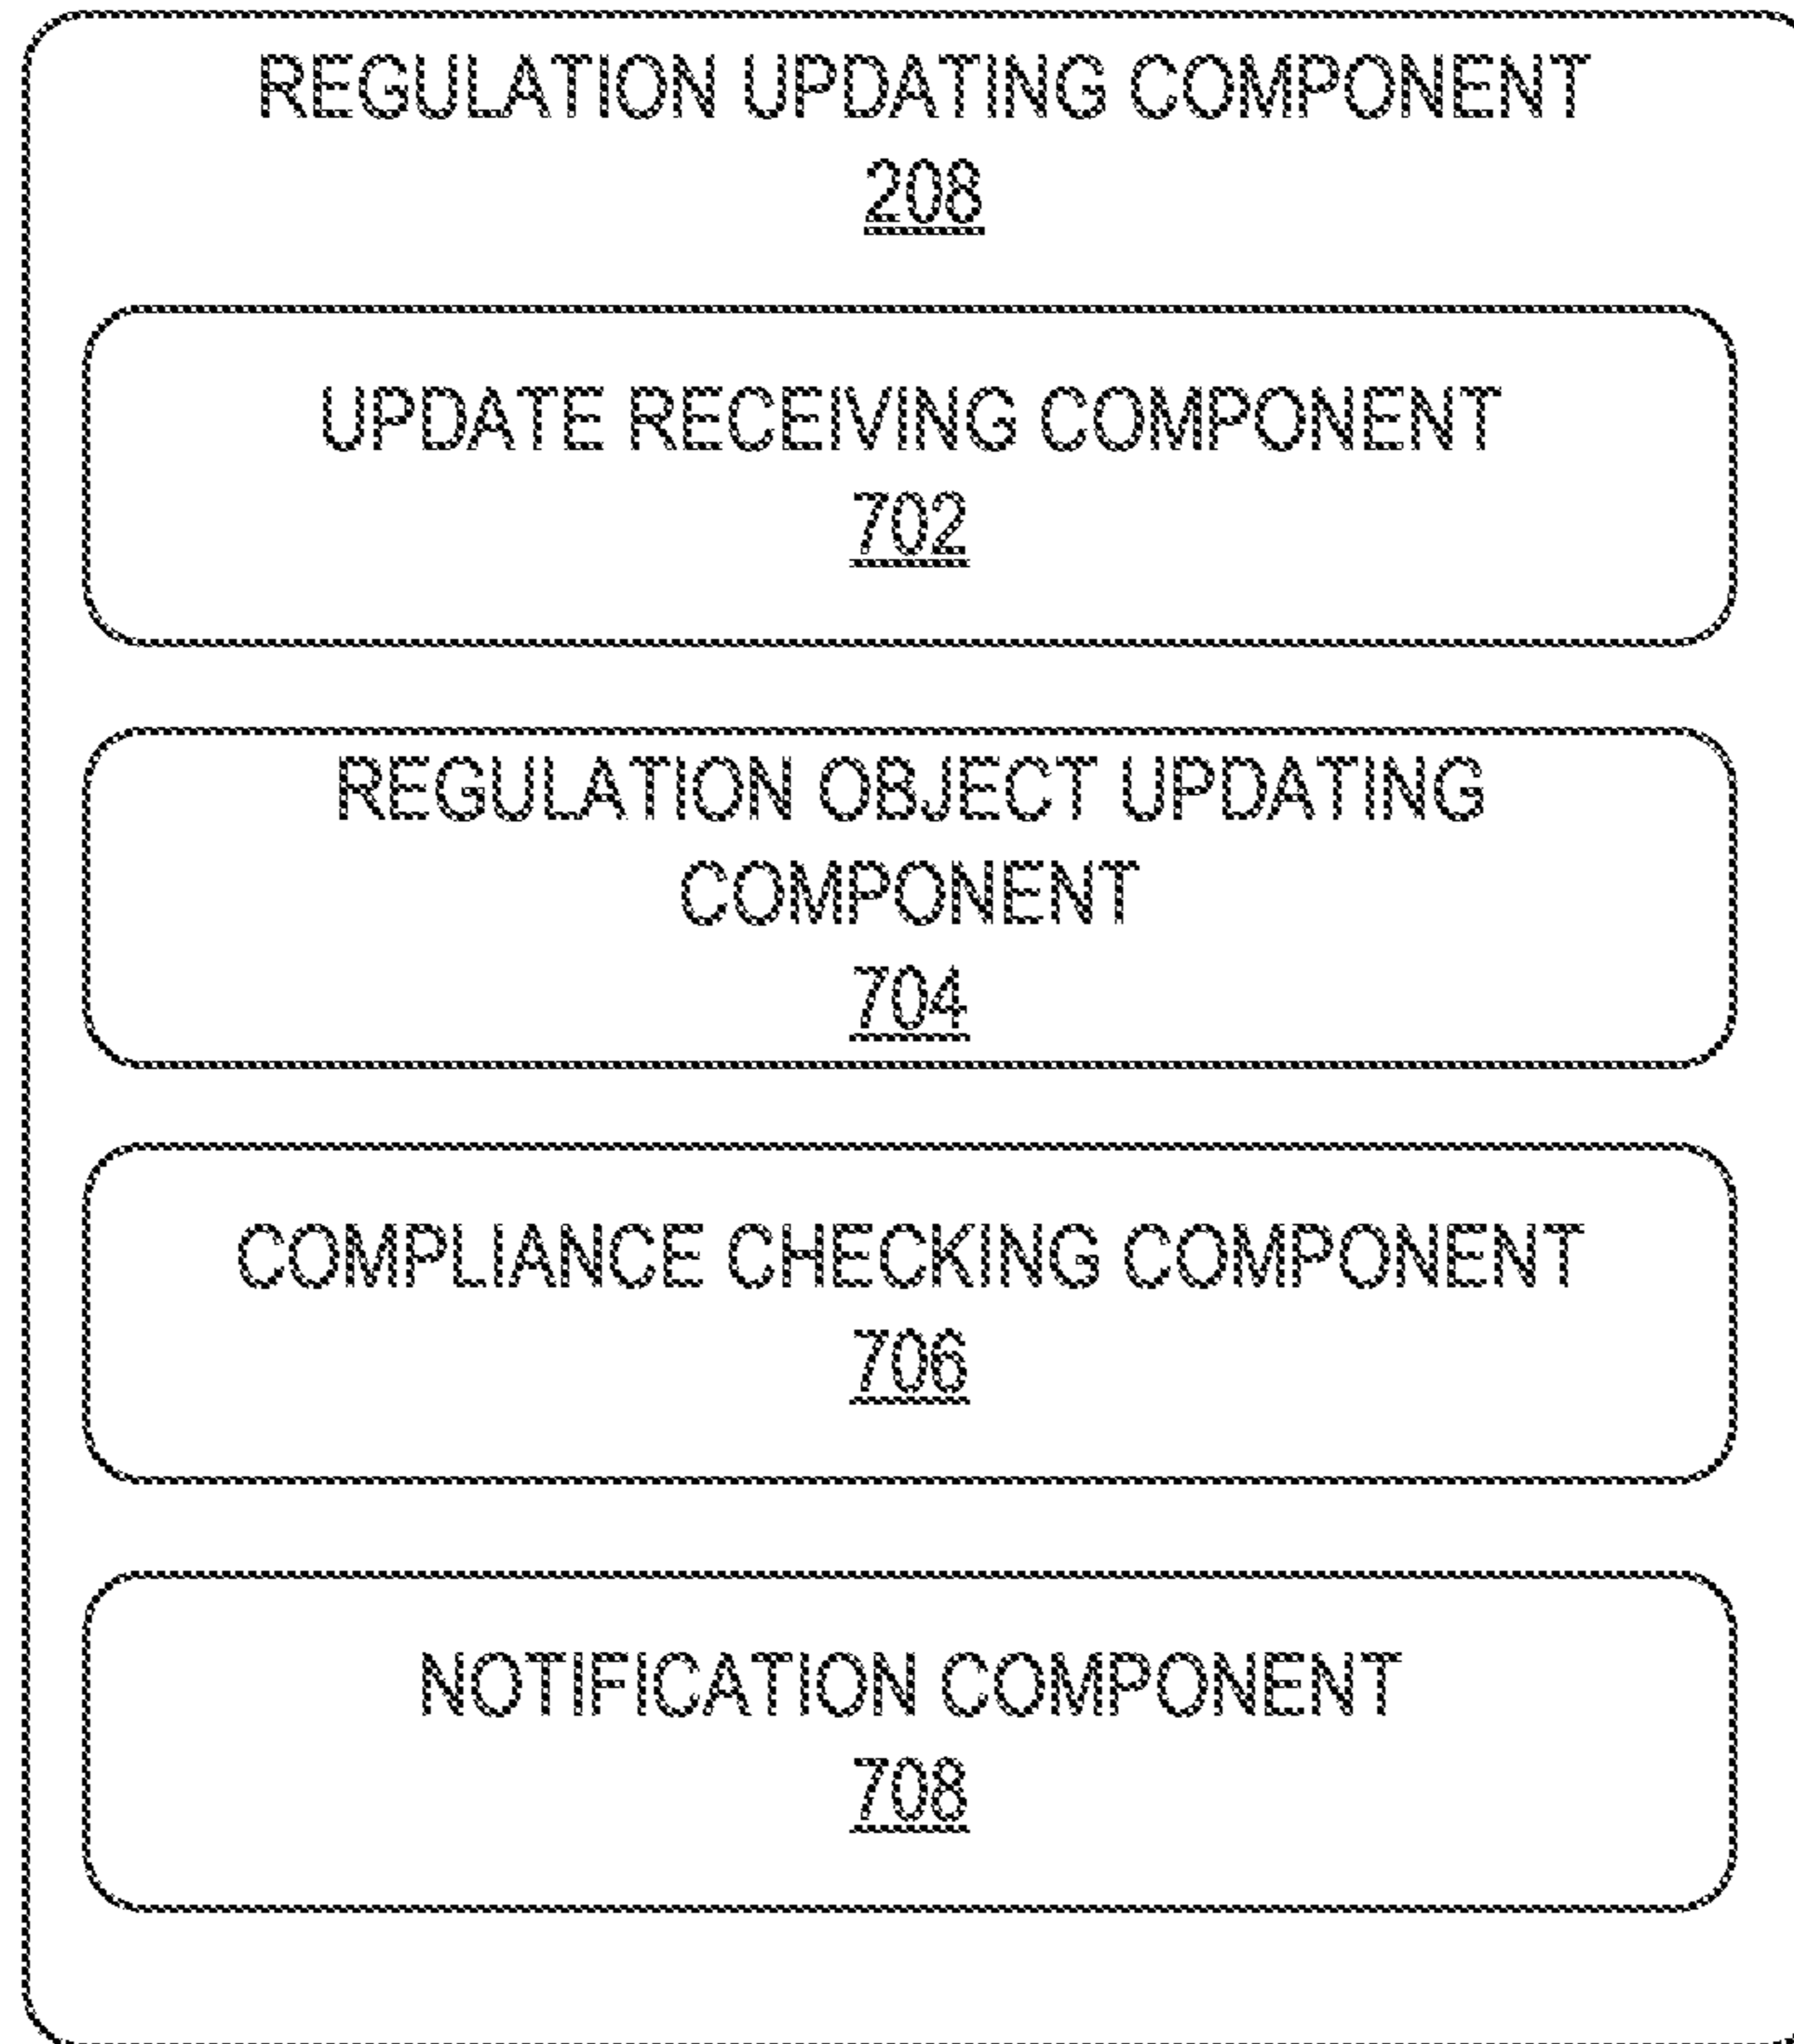 REGULATION UPDATING COMPONENT
208
UPDATE RECEIVING COMPONENT
702
REGULATION OBJECT UPDATING
COMPONENT
704
COMPLIANCE CHECKING COMPONENT
706
NOTIFICATION COMPONENT
708